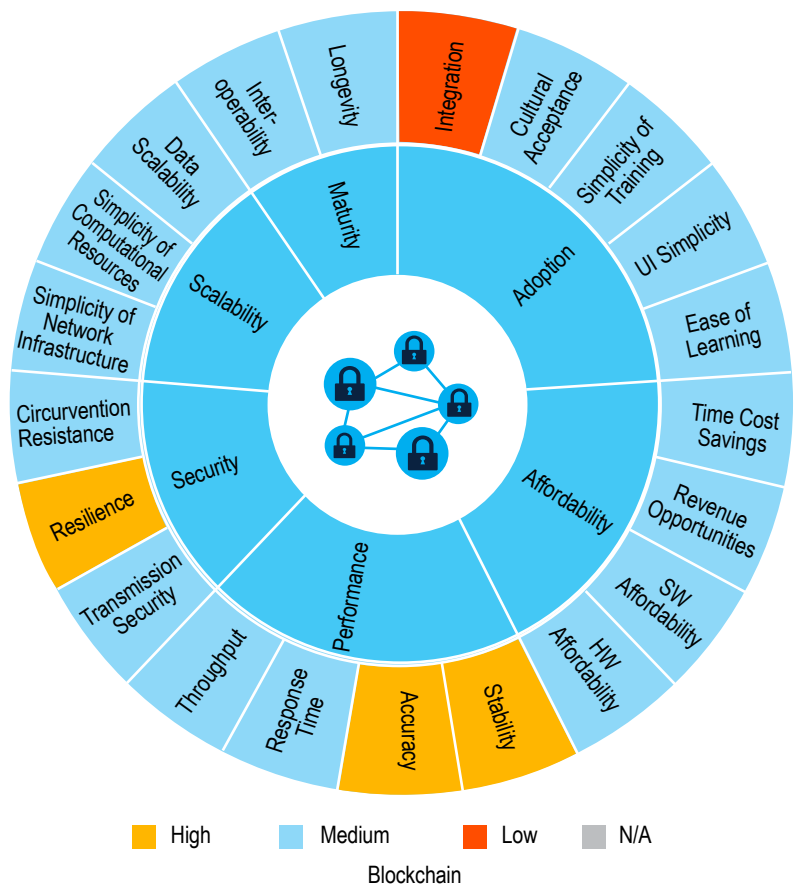 Integration
Cultural
Acceptance
Simplicity of
Training
UI Simplicity
Ease of
Learning
Time Cost
Savings
Revenue
Opportunities
SW
Affordability
HW
Affordability
Stability
Accuracy
Response
Time
Throughput
Transmission
Security
Resilience
Circurvention
Resistance
Simplicity of
Network
Infrastructure
Simplicity of
Computational
Resources
Data
Scalability
Inter-
operability
Longevity
Adoption
Affordability
Performance
Security
Scalability
Maturity
High
Medium
Low
N/A
Blockchain